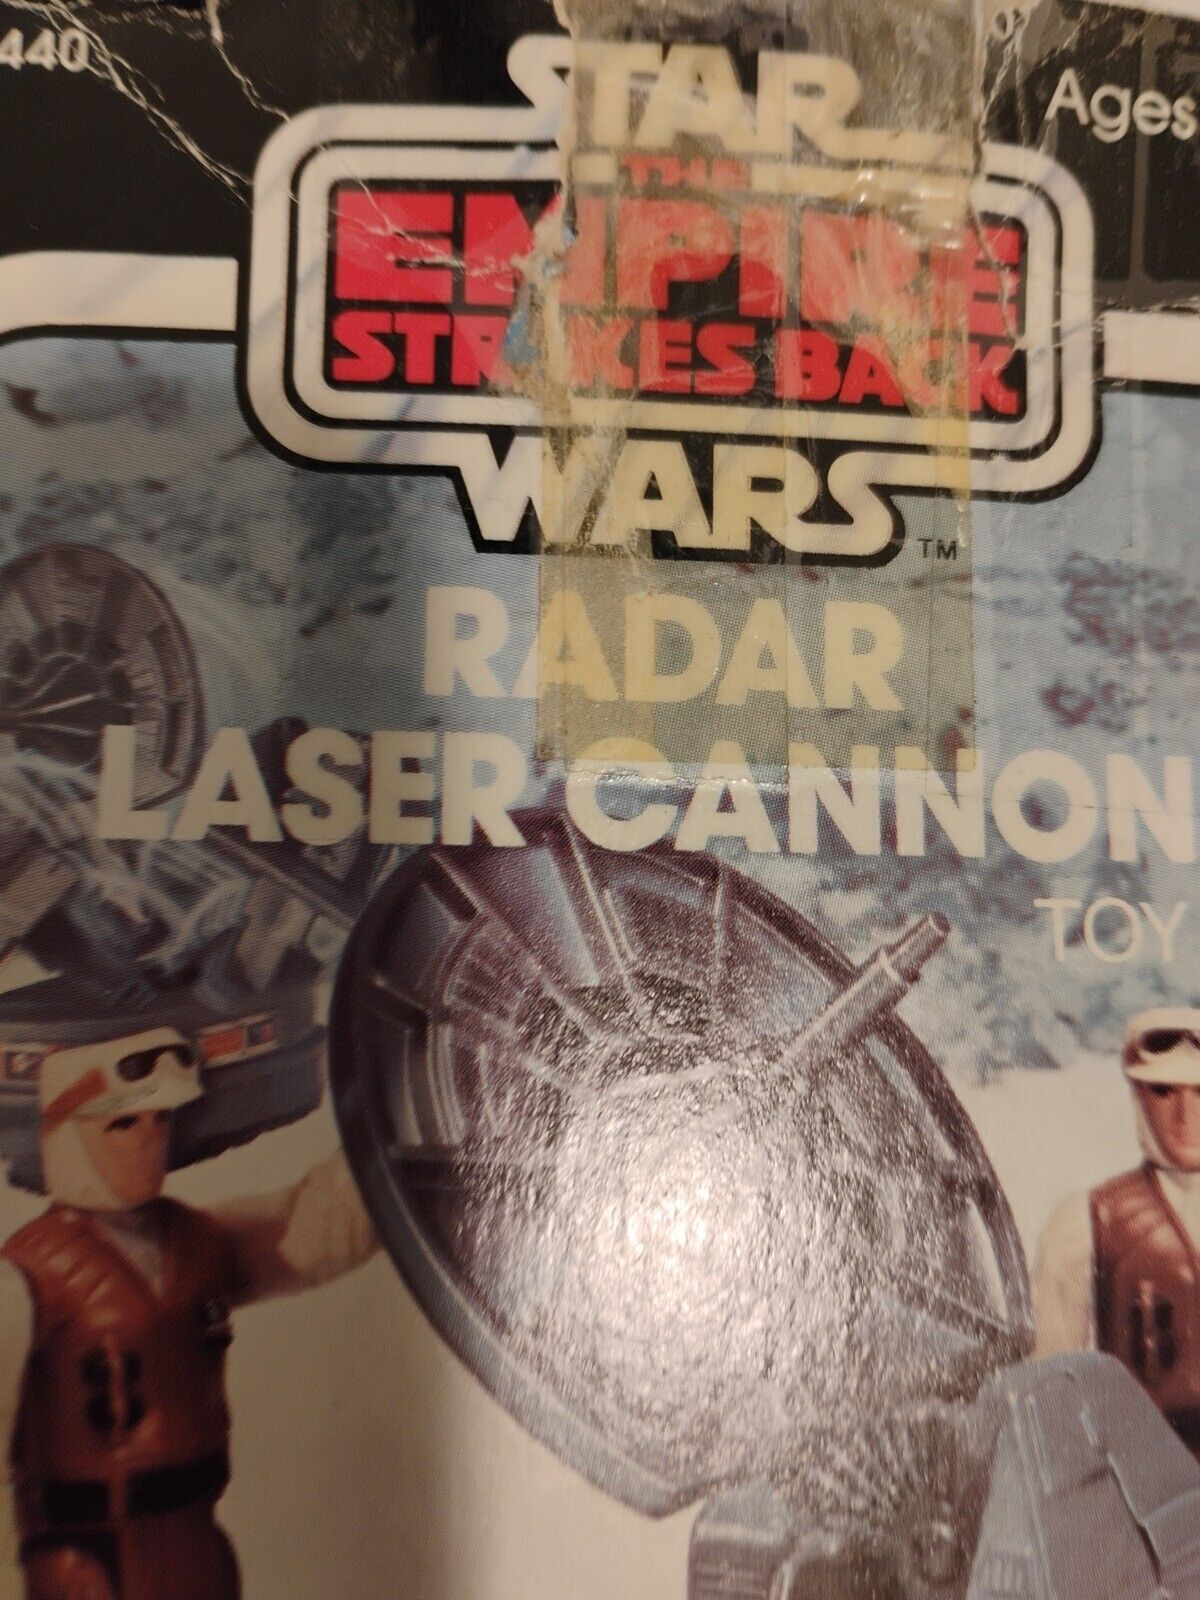 440
Ages
STAR
THE
EMPIRE
STRIKES BACK
WARS
TM
RADAR
LASER CANNON
TOY